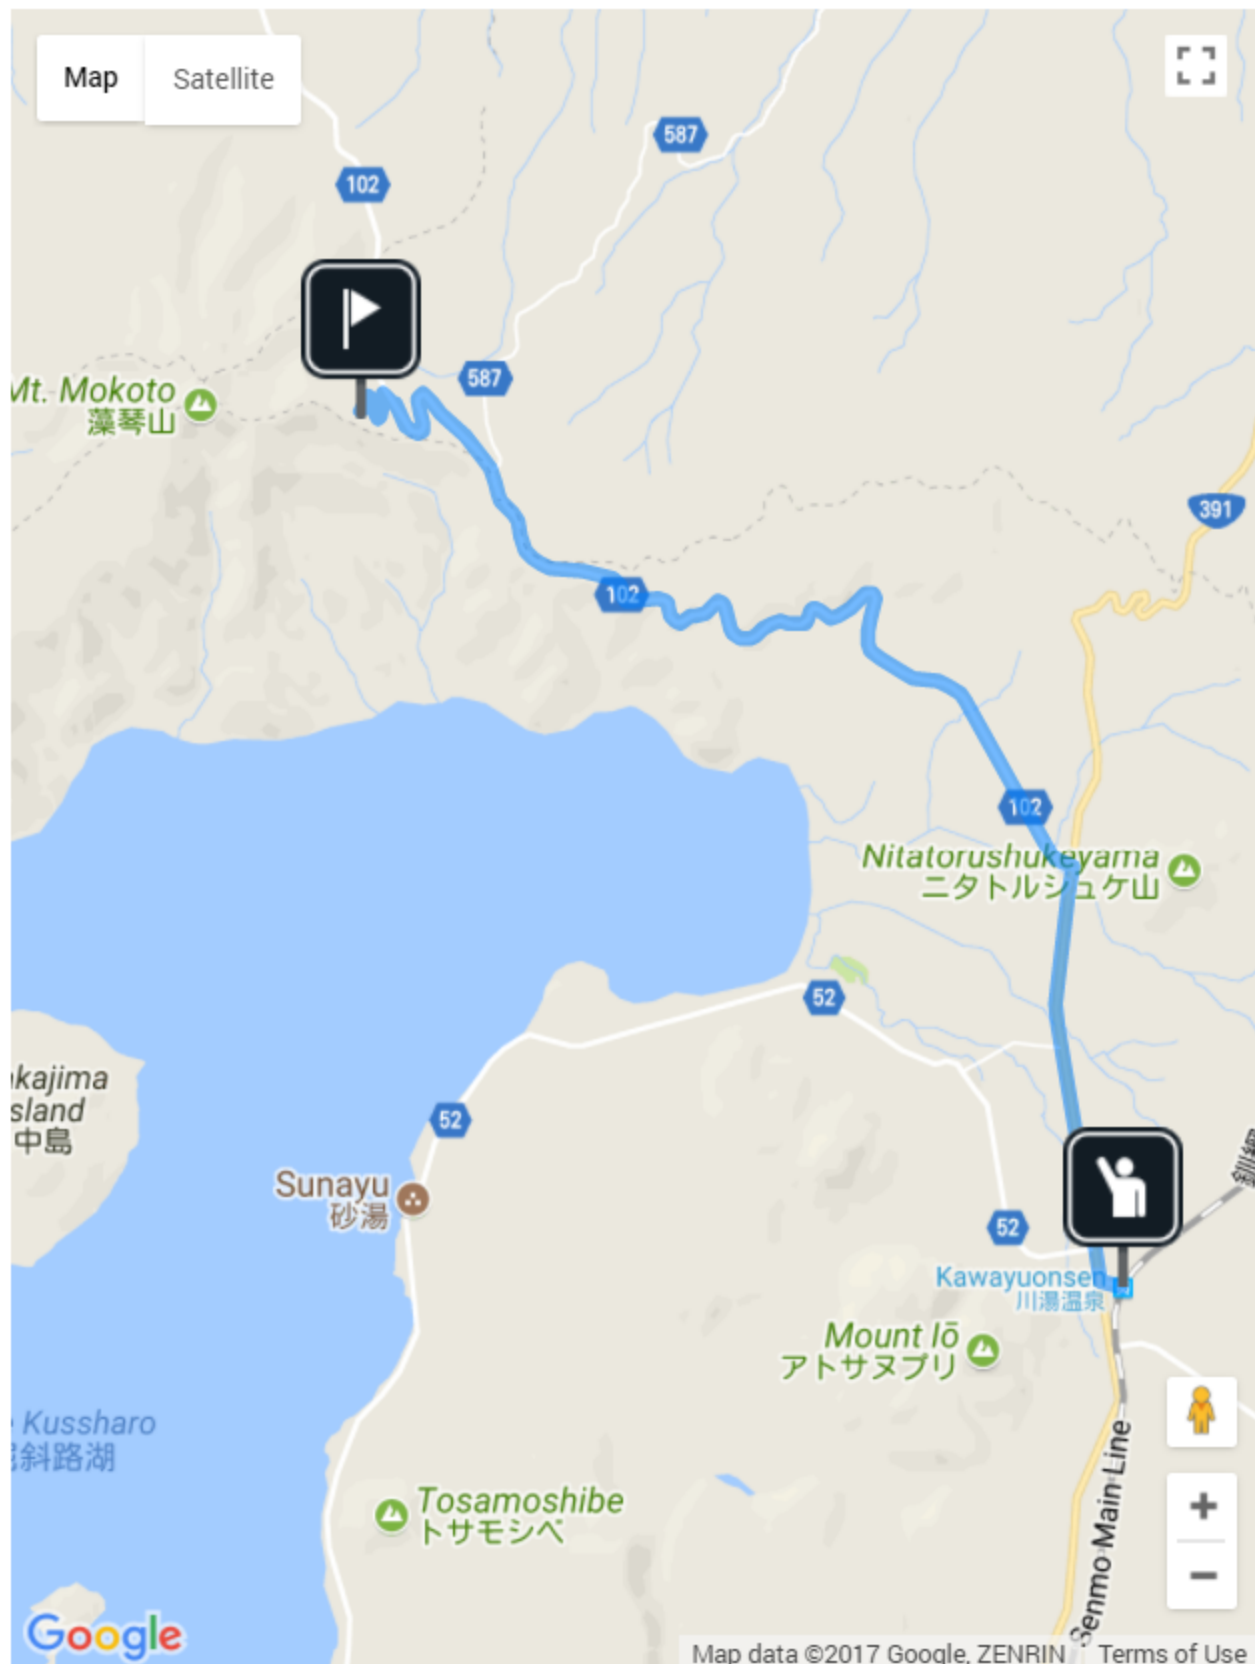 Map
Satellite
587
102
587
Mt. Mokoto
藻琴山
391
102
102
Nitatorushukeyama
ニタトルシュケ山
52
中島
52
Sunayu
砂湯
52
Kawayuonsen
川湯温泉
Mount Iō
アトサヌプリ
Kussharo
斜路湖
Senmo Main Line
Tosamoshibe
トサモシベ
Google
Map data ©2017 Google, ZENRIN
Terms of Use